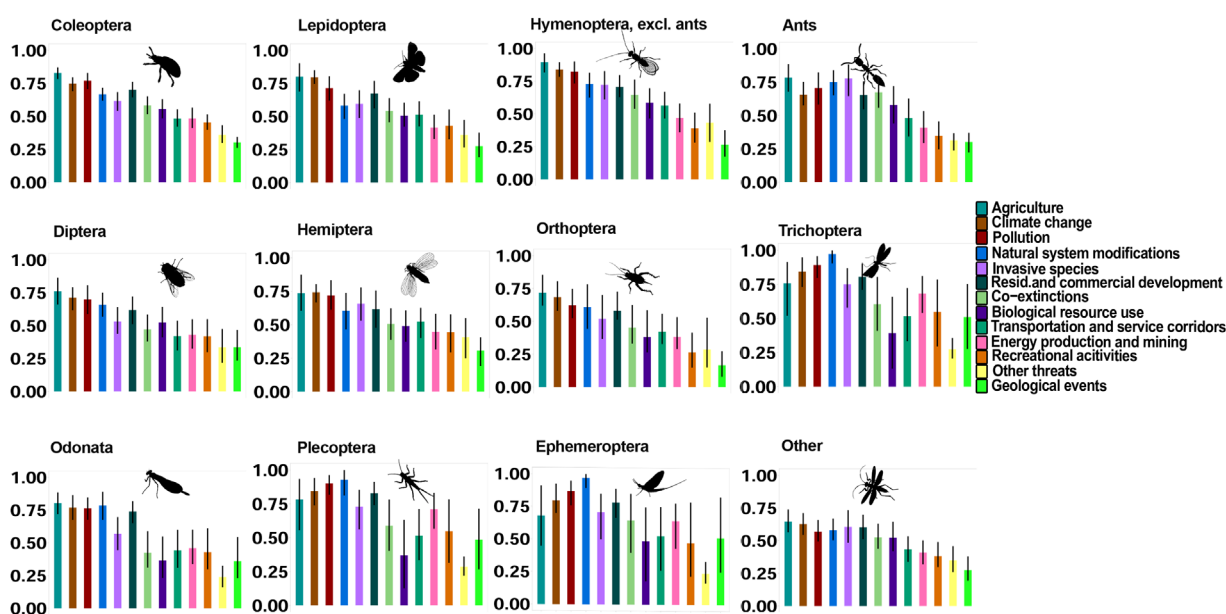 Coleoptera
1.00
0.75
0.50
0.25
0.00
Lepidoptera
1.00
0.75
0.50
0.25
0.00
Hymenoptera, excl. ants
1.00
0.75
0.50
0.25
0.00
Ants
1.00
0.75
0.50
0.25
0.00
Diptera
1.00
0.75
0.50
0.25
0.00
Hemiptera
1.00
0.75
0.50
0.25
0.00
Orthoptera
1.00
0.75
0.50
0.25
0.00
Trichoptera
1.00
0.75
0.50
0.25
0.00
Agriculture
Climate change
Pollution
Natural system modifications
Invasive species
Resid.and commercial development
Co-extinctions
Biological resource use
Transportation and service corridors
Energy production and mining
Recreational acitivities
Other threats
Geological events
Odonata
1.00
0.75
0.50
0.25
0.00
Plecoptera
1.00
0.75
0.50
0.25
0.00
Ephemeroptera
1.00
0.75
0.50
0.25
0.00
Other
1.00
0.75
0.50
0.25
0.00